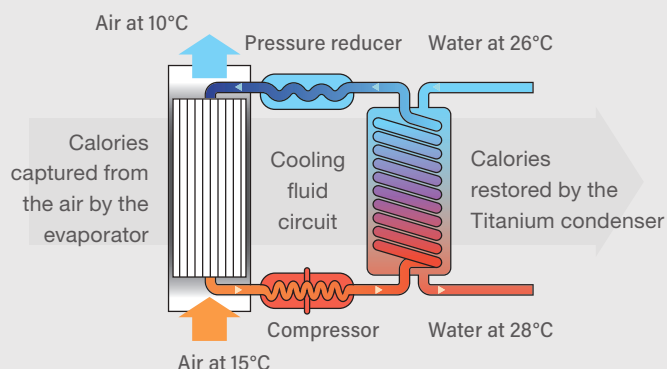 Air at 10°C
Pressure reducer
Water at 26°C
Calories
captured from
the air by the
evaporator
Cooling
fluid
circuit
Calories
restored by the
Titanium condenser
Compressor
Water at 28°C
Air at 15°C